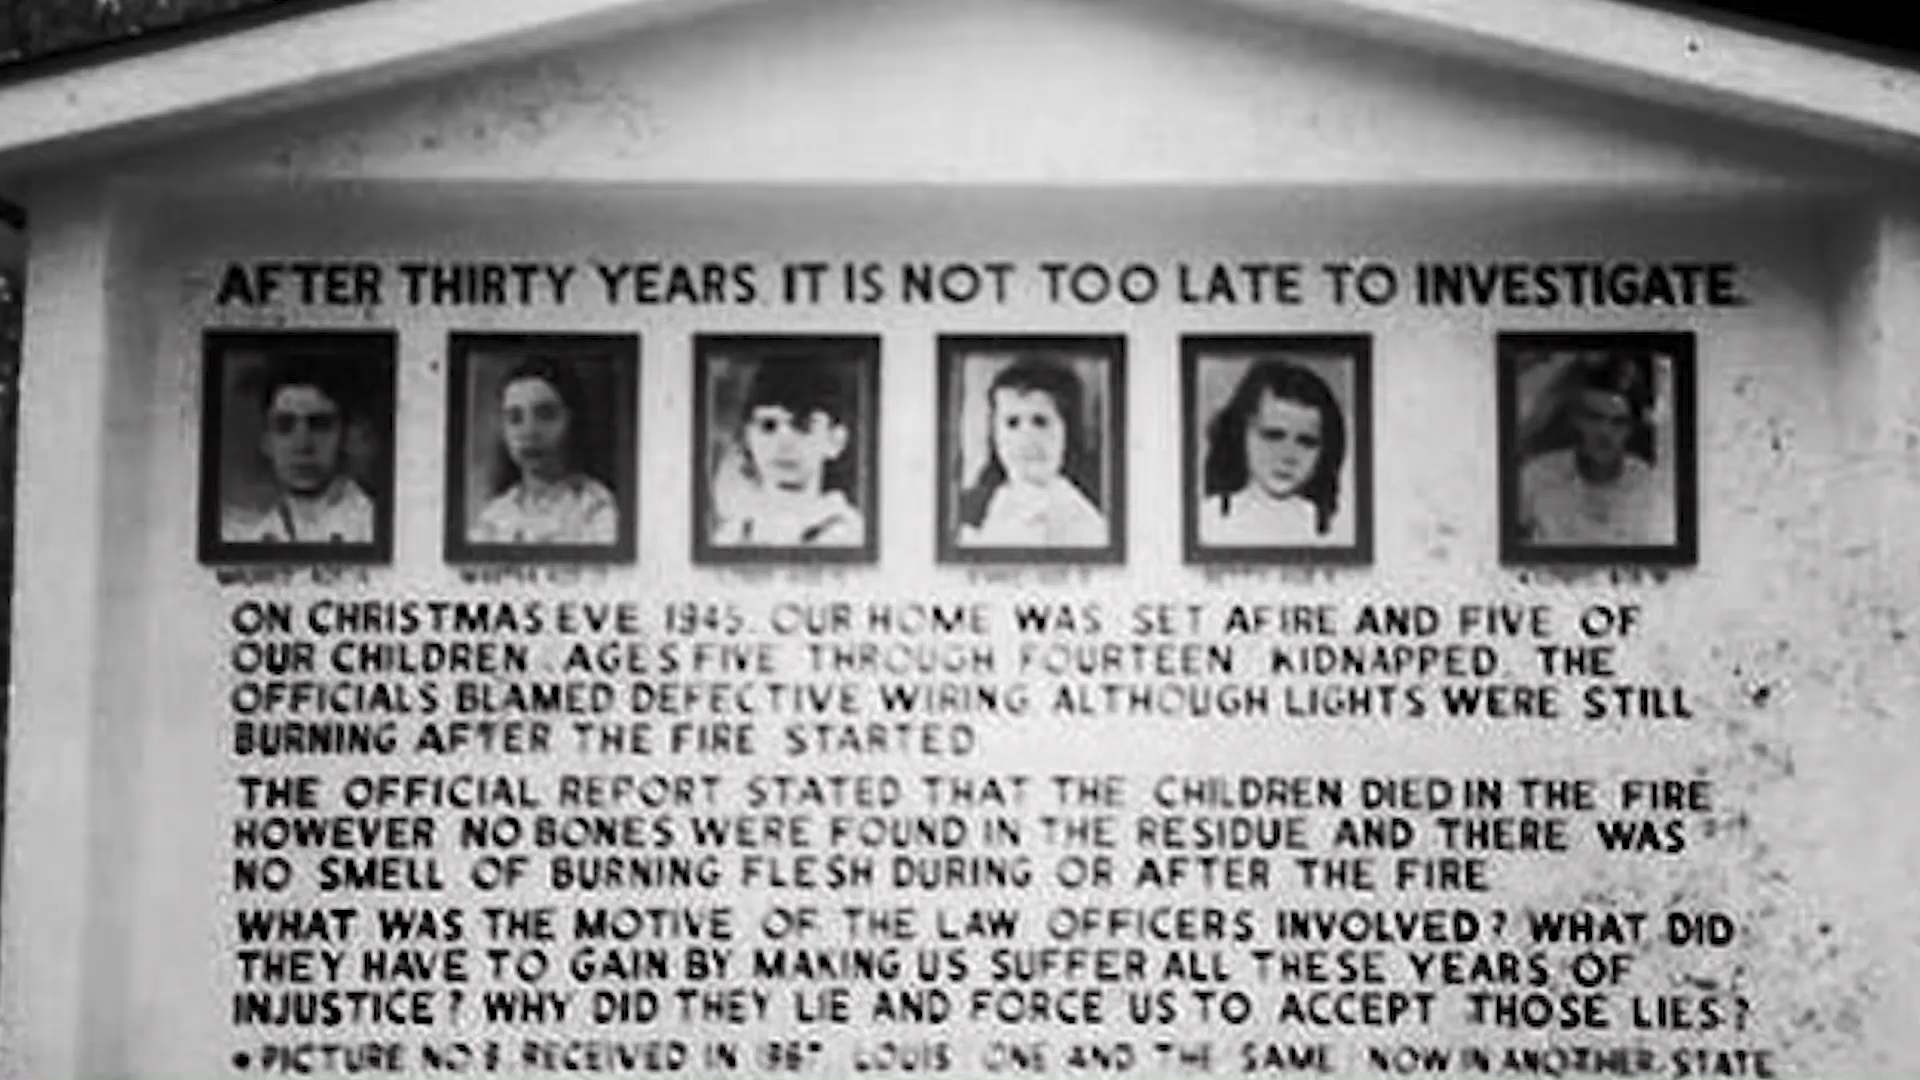 AFTER THIRTY YEARS IT IS NOT TOO LATE TO INVESTIGATE.
ON CHRISTMAS EVE 1945 OUR HOME WAS SET AFIRE AND FIVE OF
OUR CHILDREN AGES FIVE THROUGH FOURTEEN KIDNAPPED THE
OFFICIALS BLAMED DEFECTIVE WIRING ALTHOUGH LIGHTS WERE STILL
BURNING AFTER THE FIRE STARTED
THE OFFICIAL REPORT STATED THAT THE CHILDREN DIED IN THE FIRE
HOWEVER NO BONES WERE FOUND IN THE RESIDUE AND THERE WAS
NO SMELL OF BURNING FLESH DURING OR AFTER THE FIRE
WHAT WAS THE MOTIVE OF THE LAW OFFICERS INVOLVED? WHAT DID
THEY HAVE TO GAIN BY MAKING US SUFFER ALL THESE YEARS OF
INJUSTICE? WHY DID THEY LIE AND FORCE US TO ACCEPT THOSE LIES?
• PICTURE NO RECEIVED IN LOUIS ONE AND THE SAME NOW IN ANOTHER STATE